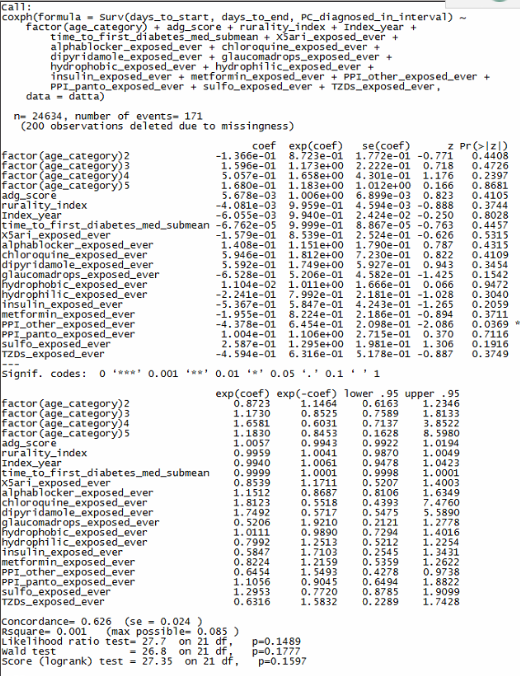 Call:
coxph(formula = Surv(days_to_start, days_to_end, PC_diagnosed_in_interval) ~
factor(age_category) + adg_score + rurality_index + Index_year +
time_to_first_diabetes_med_submean + X5ari_exposed_ever +
alphablocker_exposed_ever + chloroquine_exposed_ever +
dipyridamole_exposed_ever + glaucomadrops_exposed_ever +
hydrophobic_exposed_ever + hydrophilic_exposed_ever +
insulin_exposed_ever + metformin_exposed_ever + PPI_other_exposed_ever +
PPI_panto_exposed_ever + sulfo_exposed_ever + TZDs_exposed_ever,
data = datta)
n= 24634, number of events= 171
(200 observations deleted due to missingness)
coef exp(coef) se(coef) z Pr(>|z|)
factor(age_category)2 -1.366e-01 8.723e-01 1.772e-01 -0.771 0.4408
factor(age_category)3 1.596e-01 1.173e+00 2.222e-01 0.718 0.4726
factor(age_category)4 5.057e-01 1.658e+00 4.301e-01 1.176 0.2397
factor(age_category)5 1.680e-01 1.183e+00 1.012e+00 0.166 0.8681
adg_score 5.678e-03 1.006e+00 6.899e-03 0.823 0.4105
rurality_index -4.081e-03 9.959e-01 4.594e-03 -0.888 0.3744
Index_year -6.055e-03 9.940e-01 2.424e-02 -0.250 0.8028
time_to_first_diabetes_med_submean -6.762e-05 9.999e-01 8.867e-05 -0.763 0.4457
X5ari_exposed_ever -1.579e-01 8.539e-01 2.524e-01 -0.626 0.5315
alphablocker_exposed_ever 1.408e-01 1.151e+00 1.790e-01 0.787 0.4315
chloroquine_exposed_ever 5.946e-01 1.812e+00 7.230e-01 0.822 0.4109
dipyridamole_exposed_ever 5.592e-01 1.749e+00 5.927e-01 0.943 0.3454
glaucomadrops_exposed_ever -6.528e-01 5.206e-01 4.582e-01 -1.425 0.1542
hydrophobic_exposed_ever 1.104e-02 1.011e+00 1.666e-01 0.066 0.9472
hydrophilic_exposed_ever -2.241e-01 7.992e-01 2.181e-01 -1.028 0.3040
insulin_exposed_ever -5.367e-01 5.847e-01 4.243e-01 -1.265 0.2059
metformin_exposed_ever -1.955e-01 8.224e-01 2.186e-01 -0.894 0.3711
PPI_other_exposed_ever -4.378e-01 6.454e-01 2.098e-01 -2.086 0.0369 *
PPI_panto_exposed_ever 1.004e-01 1.106e+00 2.715e-01 0.370 0.7116
sulfo_exposed_ever 2.587e-01 1.295e+00 1.981e-01 1.306 0.1916
TZDs_exposed_ever -4.594e-01 6.316e-01 5.178e-01 -0.887 0.3749
---
Signif. codes: 0 ‘***’ 0.001 ‘**’ 0.01 ‘*’ 0.05 ‘.’ 0.1 ‘ ’ 1
exp(coef) exp(-coef) lower .95 upper .95
factor(age_category)2 0.8723 1.1464 0.6163 1.2346
factor(age_category)3 1.1730 0.8525 0.7589 1.8133
factor(age_category)4 1.6581 0.6031 0.7137 3.8522
factor(age_category)5 1.1830 0.8453 0.1628 8.5980
adg_score 1.0057 0.9943 0.9922 1.0194
rurality_index 0.9959 1.0041 0.9870 1.0049
Index_year 0.9940 1.0061 0.9478 1.0423
time_to_first_diabetes_med_submean 0.9999 1.0001 0.9998 1.0001
X5ari_exposed_ever 0.8539 1.1711 0.5207 1.4003
alphablocker_exposed_ever 1.1512 0.8687 0.8106 1.6349
chloroquine_exposed_ever 1.8123 0.5518 0.4393 7.4760
dipyridamole_exposed_ever 1.7492 0.5717 0.5475 5.5890
glaucomadrops_exposed_ever 0.5206 1.9210 0.2121 1.2778
hydrophobic_exposed_ever 1.0111 0.9890 0.7294 1.4016
hydrophilic_exposed_ever 0.7992 1.2513 0.5212 1.2254
insulin_exposed_ever 0.5847 1.7103 0.2545 1.3431
metformin_exposed_ever 0.8224 1.2159 0.5359 1.2622
PPI_other_exposed_ever 0.6454 1.5493 0.4278 0.9738
PPI_panto_exposed_ever 1.1056 0.9045 0.6494 1.8822
sulfo_exposed_ever 1.2953 0.7720 0.8785 1.9099
TZDs_exposed_ever 0.6316 1.5832 0.2289 1.7428
Concordance= 0.626 (se = 0.024 )
Rsquare= 0.001 (max possible= 0.085 )
Likelihood ratio test= 27.7 on 21 df, p=0.1489
Wald test = 26.8 on 21 df, p=0.1777
Score (logrank) test = 27.35 on 21 df, p=0.1597